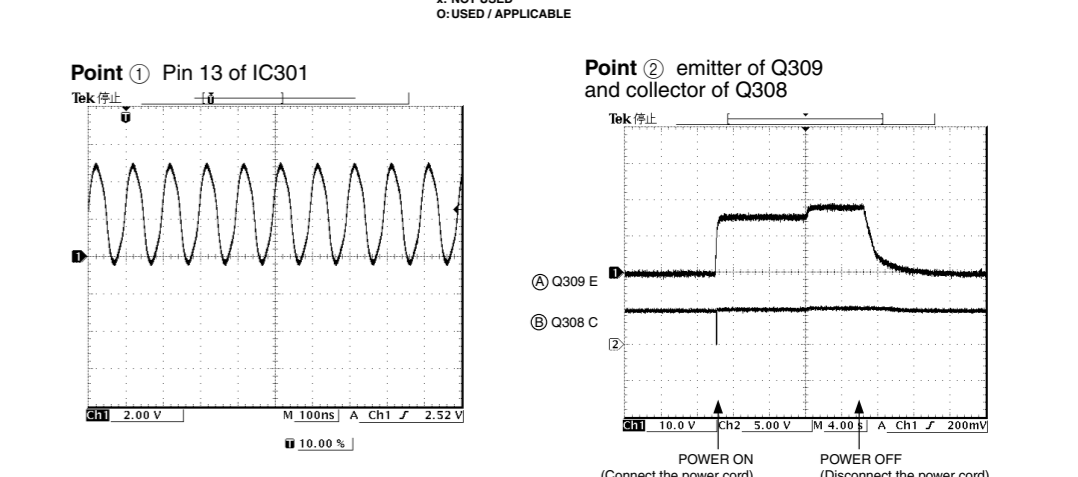 x: NOT USED
O: USED / APPLICABLE
Point ① Pin 13 of IC301
Tek 停止
T
1
Ch1 2.00 V M 100ns A Ch1 2.52 V
T 10.00 %
Point ② emitter of Q309
and collector of Q308
Tek 停止
1
Ⓐ Q309 E
Ⓑ Q308 C
2
Ch1 10.0 V Ch2 5.00 V M 4.00 s A Ch1 200mV
POWER ON
(Connect the power cord)
POWER OFF
(Disconnect the power cord)